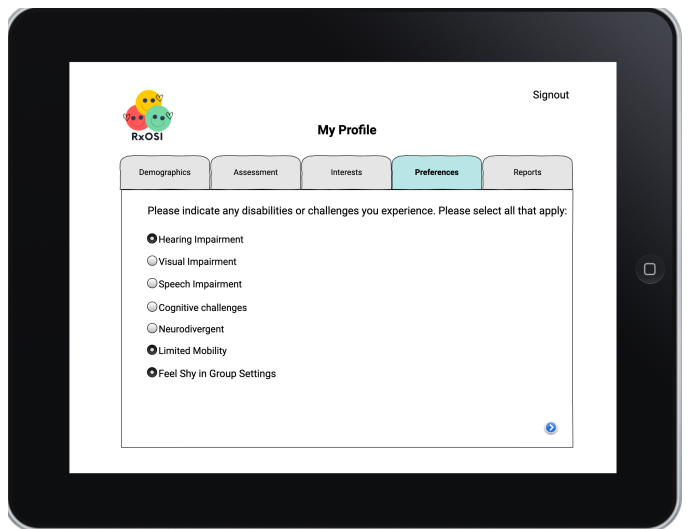 Signout
RxOSI
My Profile
Demographics Assessment Interests Preferences Reports
Please indicate any disabilities or challenges you experience. Please select all that apply:
Hearing Impairment
Visual Impairment
Speech Impairment
Cognitive challenges
Neurodivergent
Limited Mobility
Feel Shy in Group Settings